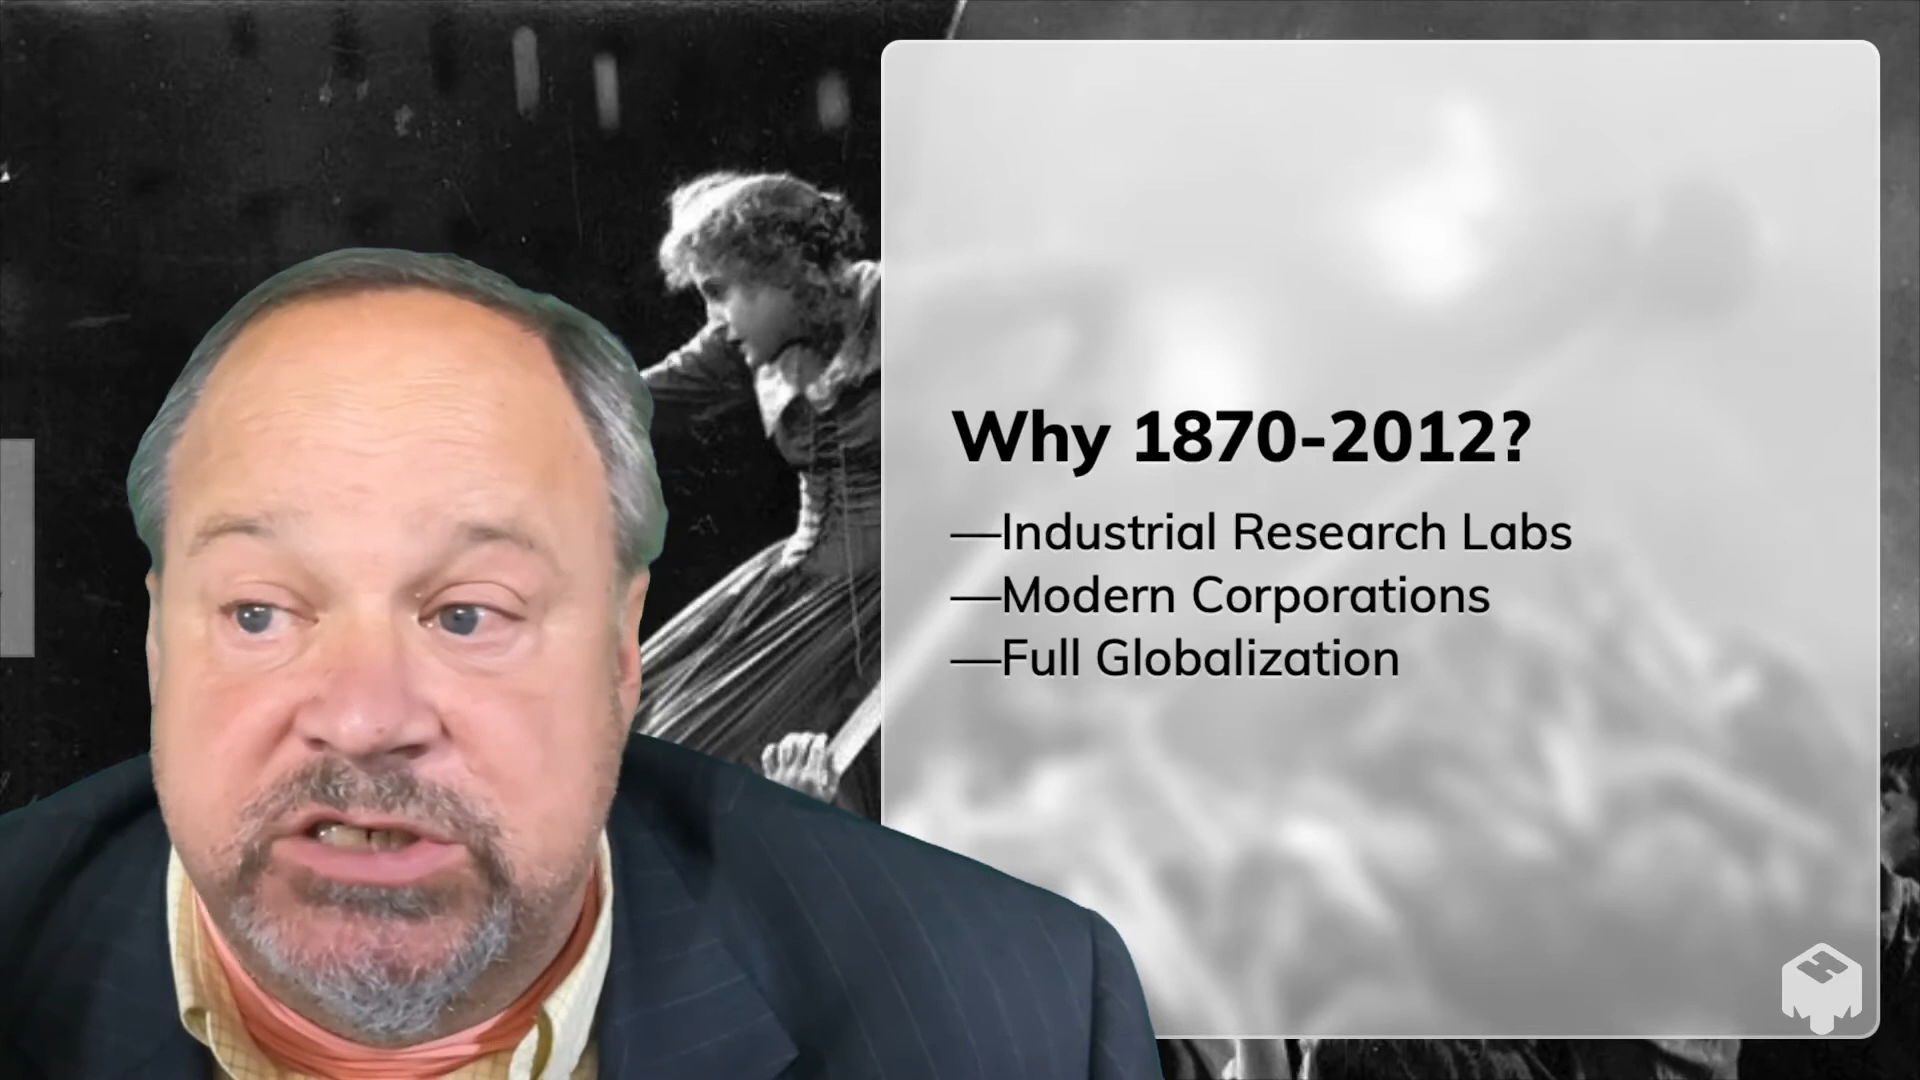 Why 1870-2012?
—Industrial Research Labs
—Modern Corporations
—Full Globalization